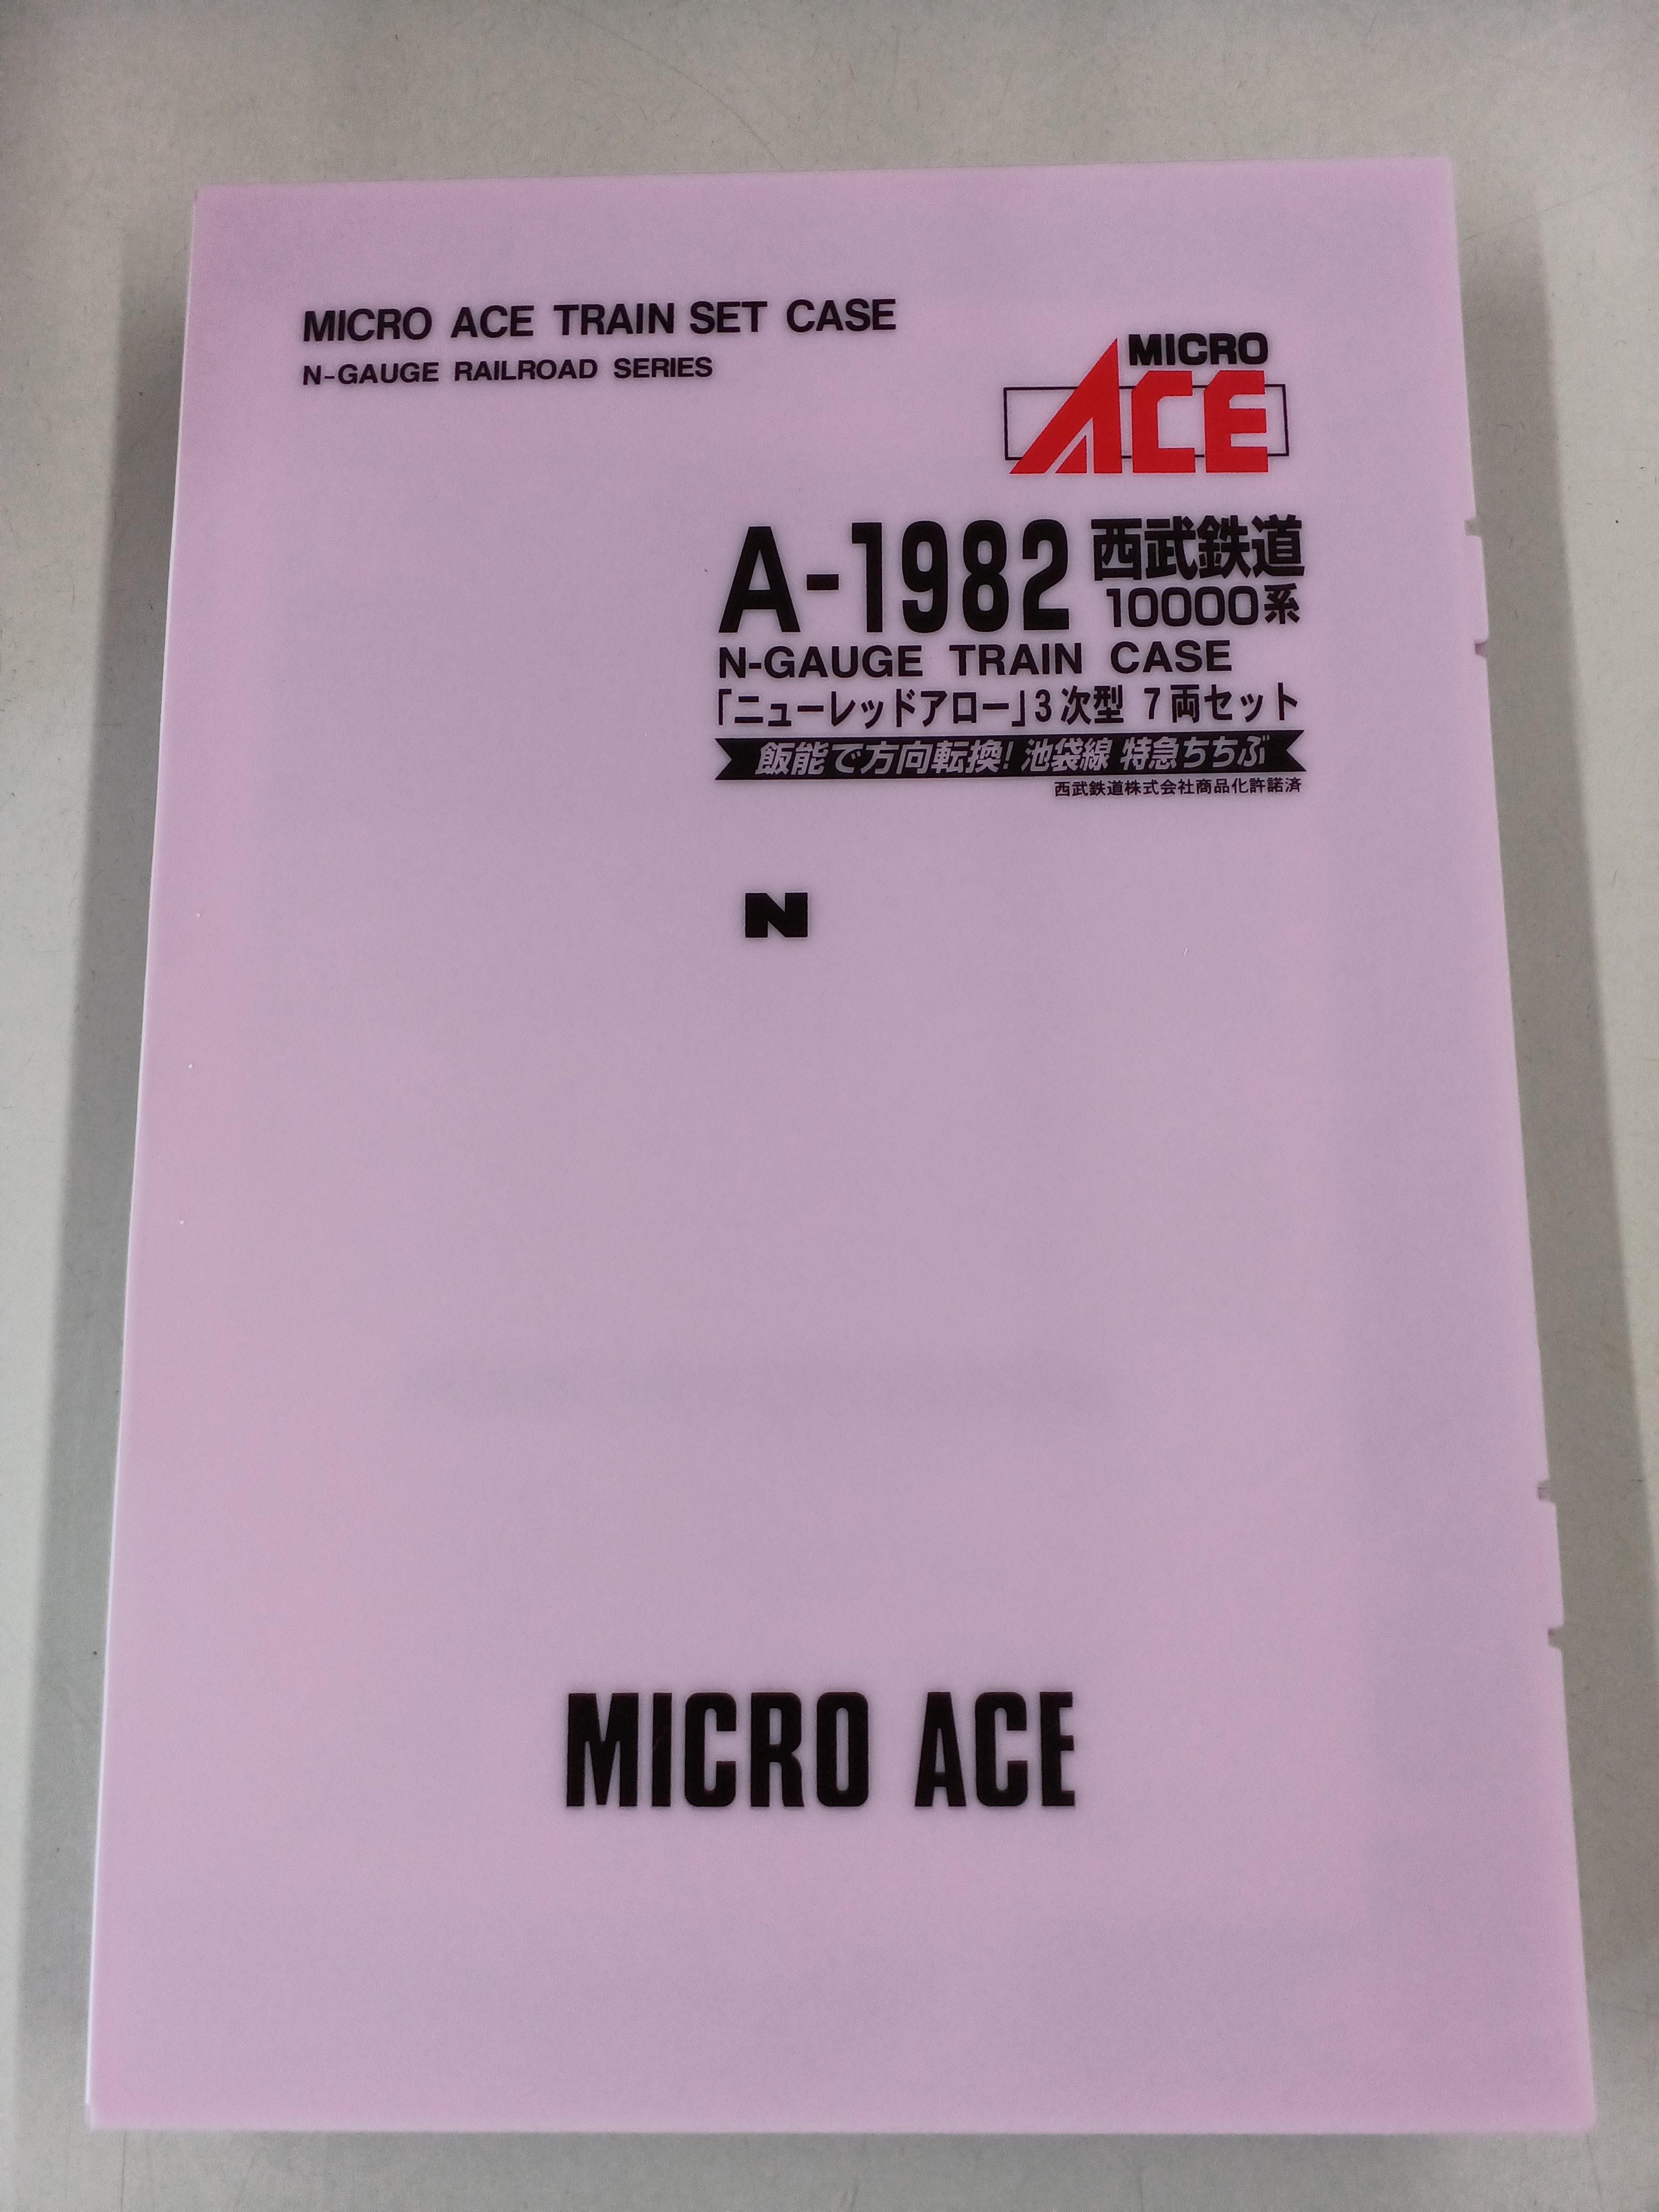 MICRO ACE TRAIN SET CASE
N-GAUGE RAILROAD SERIES
MICRO
ACE
A-1982 西武鉄道
10000系
N-GAUGE TRAIN CASE
「ニューレッドアロー」3次型 7両セット
飯能で方向転換! 池袋線 特急ちちぶ
西武鉄道株式会社商品化許諾済
N
MICRO ACE